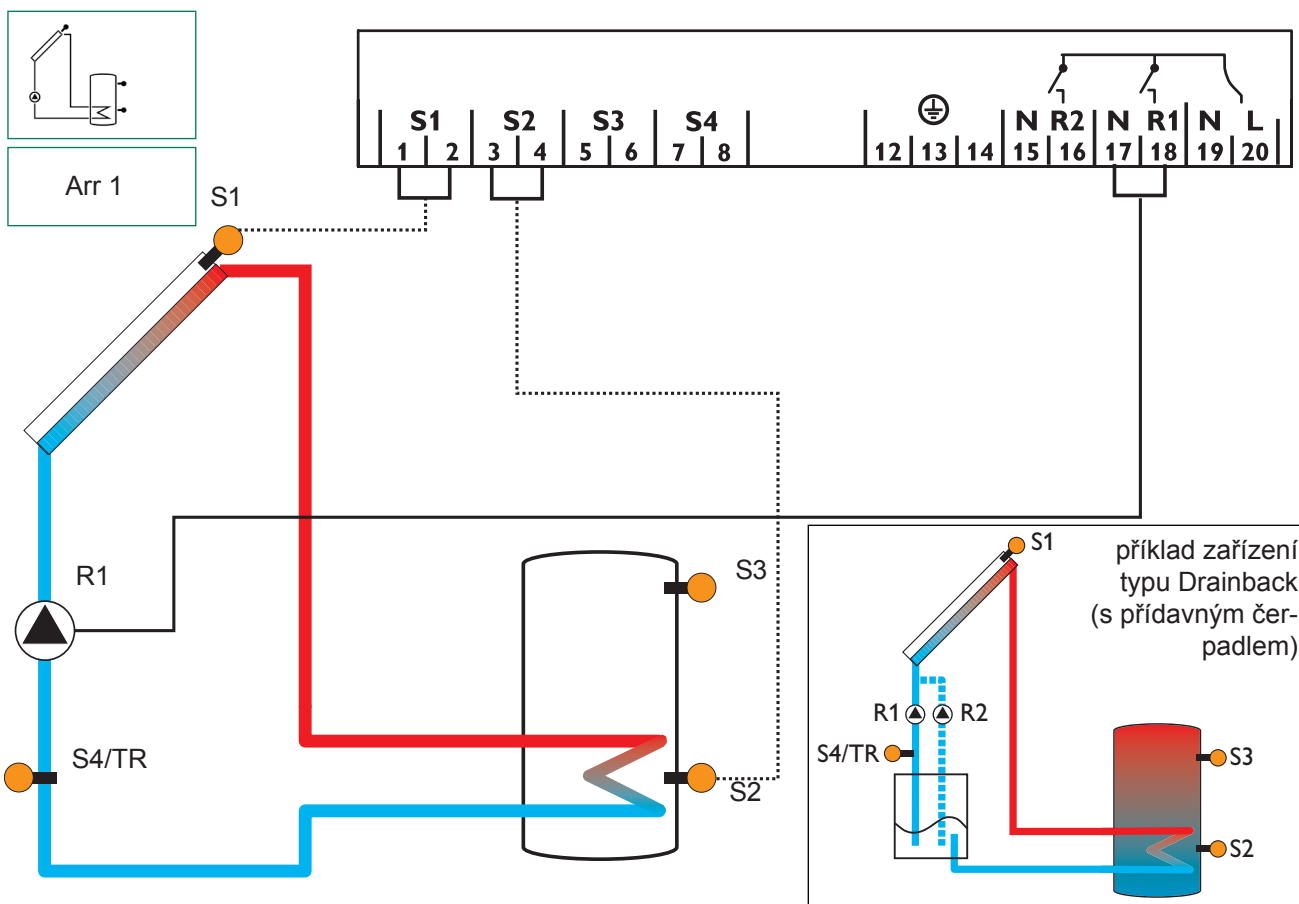 Arr 1
S1 S2 S3 S4 N R2 N R1 N L
1 2 3 4 5 6 7 8 12 13 14 15 16 17 18 19 20
S1
R1
S4/TR
S3
S2
příklad zařízení
typu Drainback
(s přídavným čer-
padlem)
S1
R1 R2
S4/TR
S3
S2